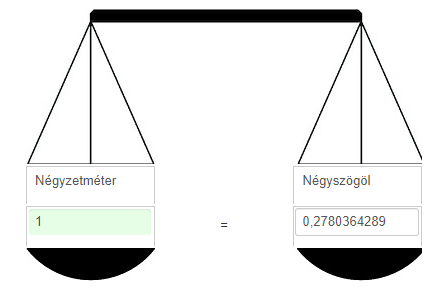 Négyzetméter
Négyszögöl
1
=
0,2780364289